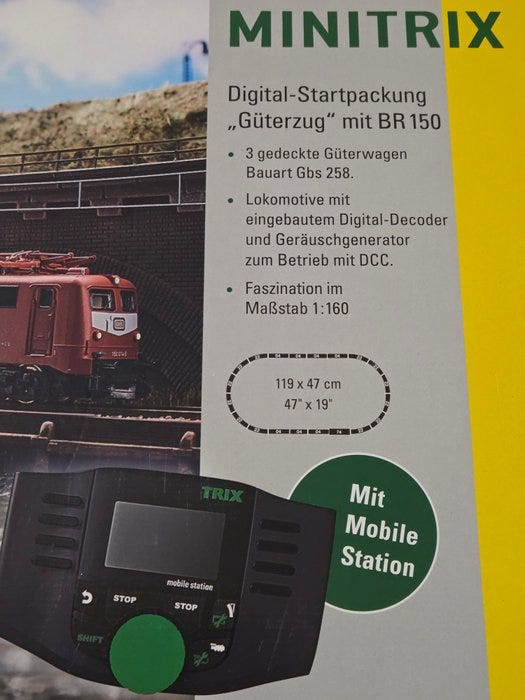 MINITRIX
Digital-Startpackung
„Güterzug“ mit BR 150
• 3 gedeckte Güterwagen
Bauart Gbs 258.
• Lokomotive mit
eingebautem Digital-Decoder
und Geräuschgenerator
zum Betrieb mit DCC.
• Faszination im
Maßstab 1:160
119 x 47 cm
47" x 19"
Mit
Mobile
Station
TRIX
mobile station
STOP
STOP
SHIFT